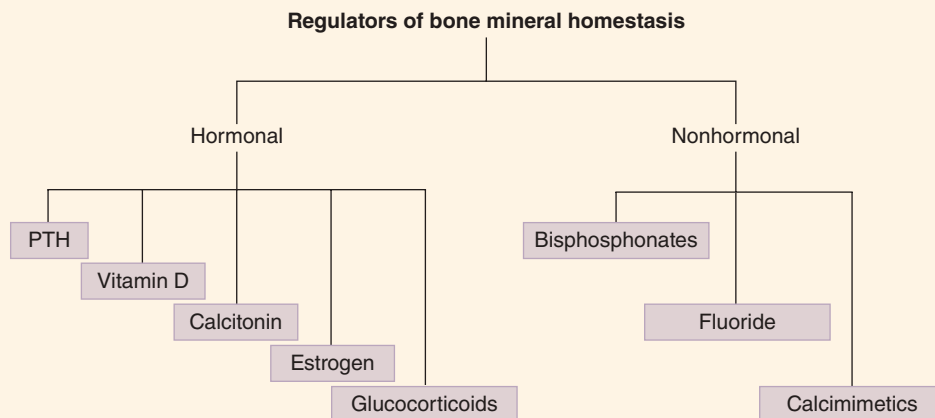 Regulators of bone mineral homestasis
Hormonal
Nonhormonal
PTH
Vitamin D
Calcitonin
Estrogen
Glucocorticoids
Bisphosphonates
Fluoride
Calcimimetics